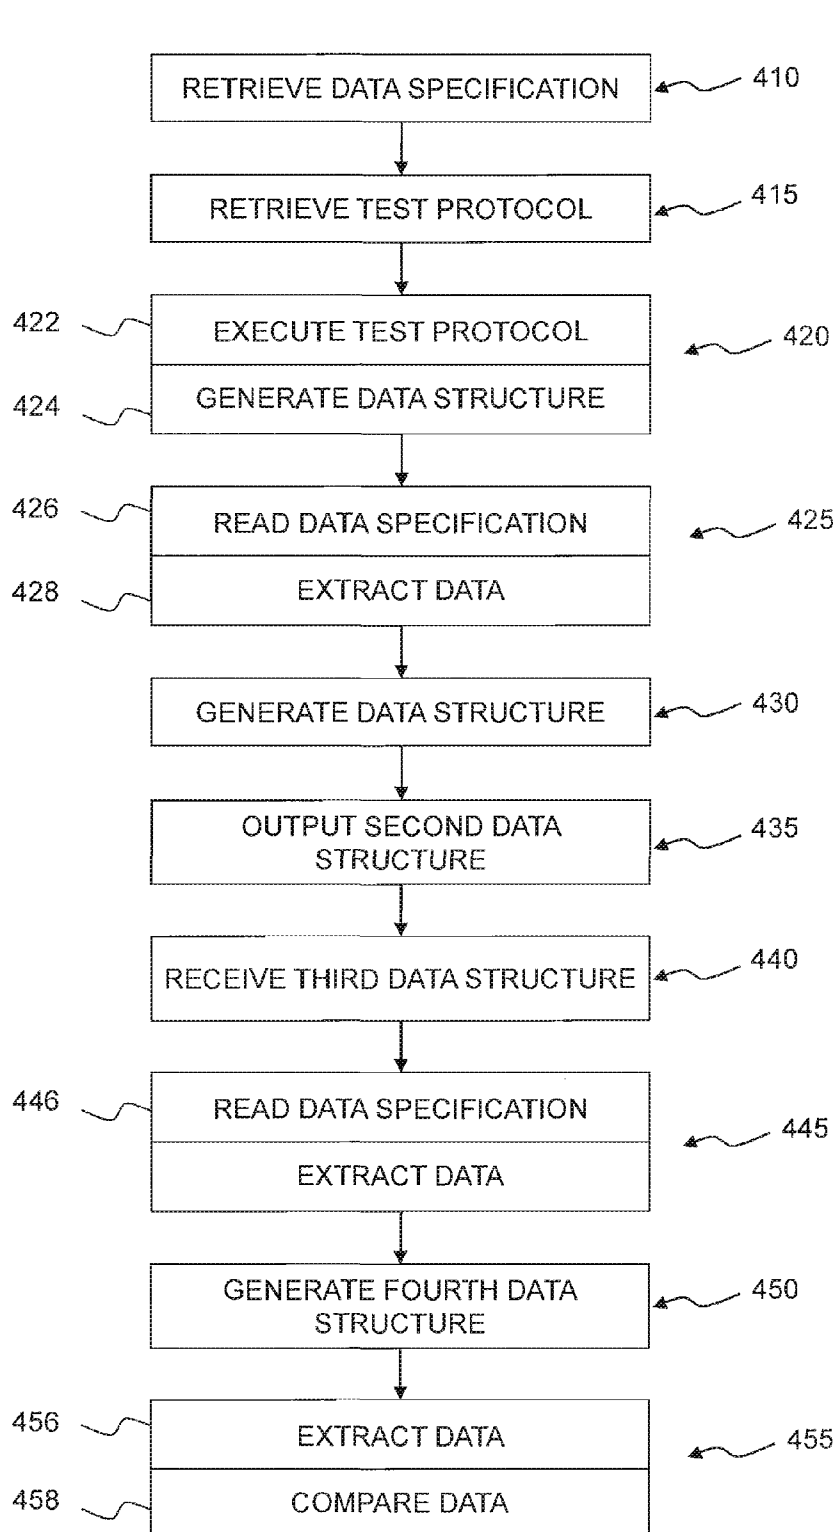 RETRIEVE DATA SPECIFICATION
410
RETRIEVE TEST PROTOCOL
415
422
EXECUTE TEST PROTOCOL
420
424
GENERATE DATA STRUCTURE
426
READ DATA SPECIFICATION
425
428
EXTRACT DATA
GENERATE DATA STRUCTURE
430
OUTPUT SECOND DATA
STRUCTURE
435
RECEIVE THIRD DATA STRUCTURE
440
446
READ DATA SPECIFICATION
445
EXTRACT DATA
GENERATE FOURTH DATA
STRUCTURE
450
456
EXTRACT DATA
455
458
COMPARE DATA